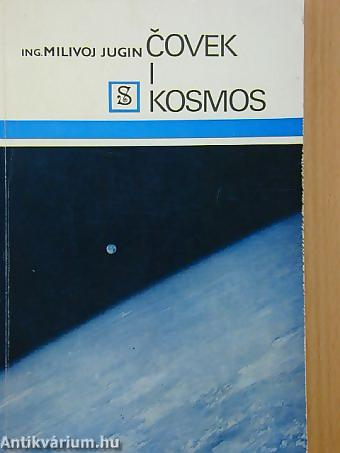 ING. MILIVOJ JUGIN ČOVEK
I
S KOSMOS
Antikvárium.hu